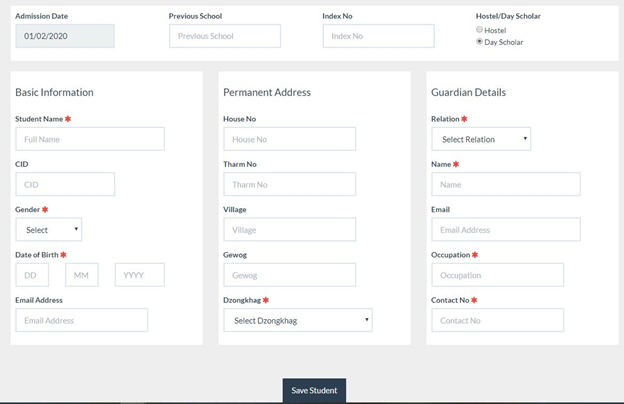 Admission Date Previous School Index No Hostel/Day Scholar
01/02/2020 Previous School Index No Hostel
Day Scholar
Basic Information
Student Name *
Full Name
CID
CID
Gender *
Select
Date of Birth *
DD MM YYYY
Email Address
Email Address
Permanent Address
House No
House No
Tharm No
Tharm No
Village
Village
Gewog
Gewog
Dzongkhag *
Select Dzongkhag
Guardian Details
Relation *
Select Relation
Name *
Name
Email
Email Address
Occupation *
Occupation
Contact No *
Contact No
Save Student